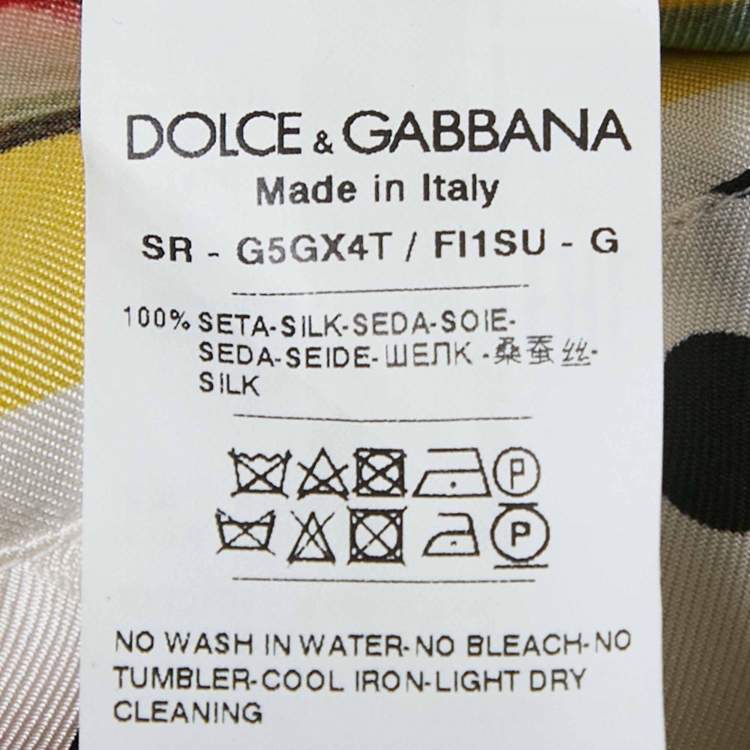 DOLCE & GABBANA
Made in Italy
SR - G5GX4T / FI1SU - G
100% SETA-SILK-SEDA-SOIE-
SEDA-SEIDE-ШЕЛК -桑蚕丝-
SILK
P
P
NO WASH IN WATER-NO BLEACH-NO
TUMBLER-COOL IRON-LIGHT DRY
CLEANING